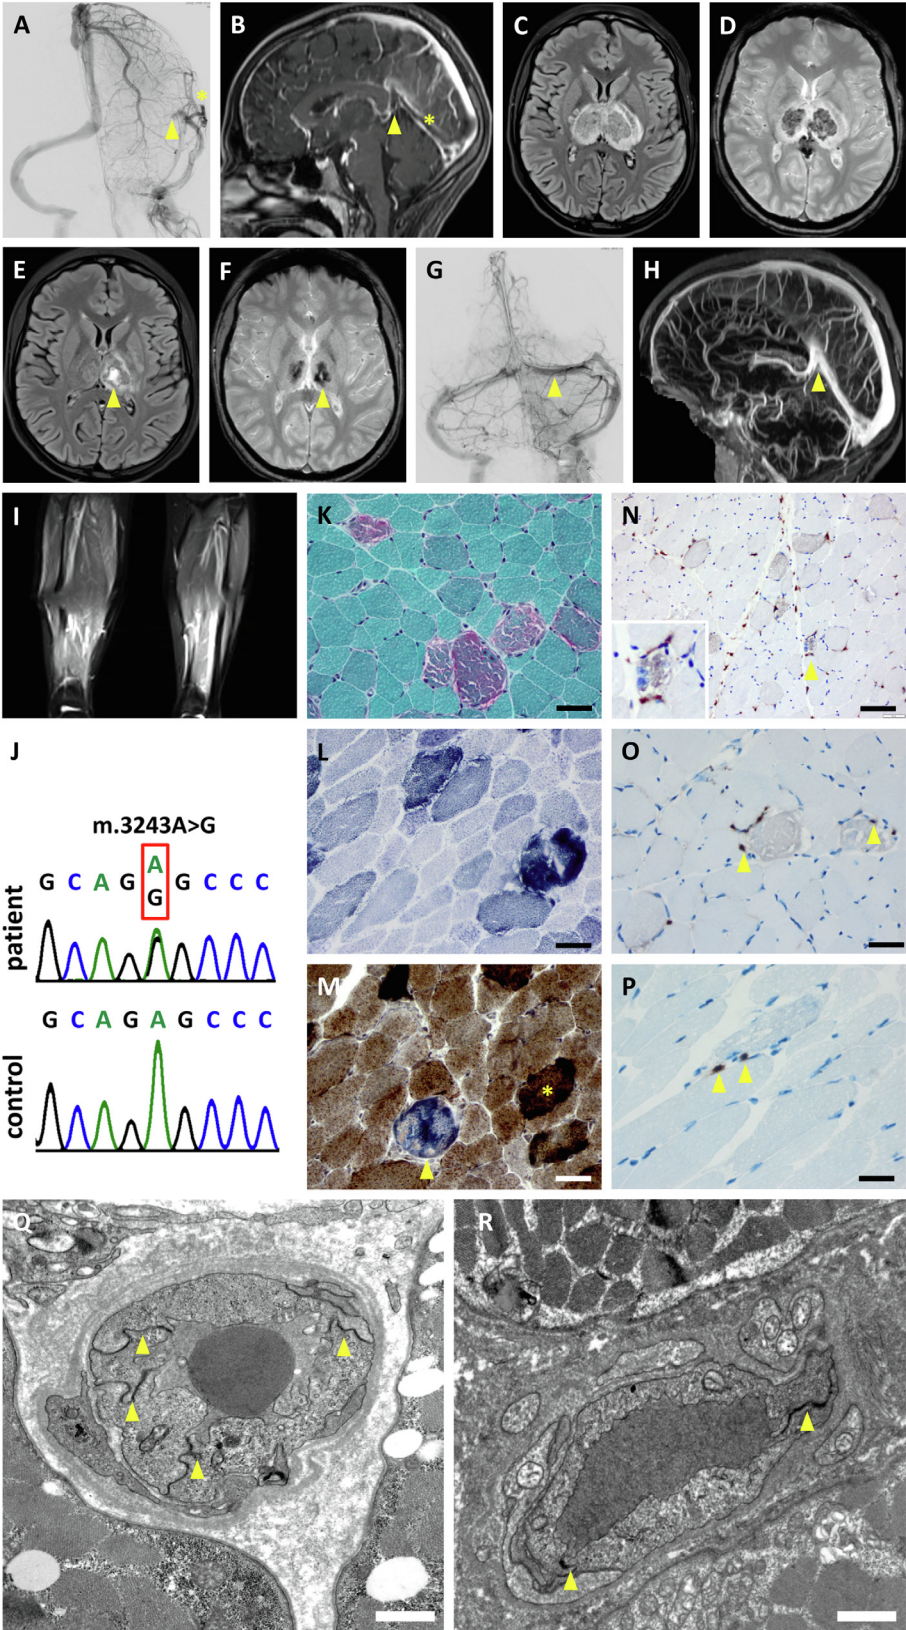 A
B
C
D
*
*
E
F
G
H
I
K
N
J
L
O
m.3243A>G
A
G C A G G C C C
G
patient
M
P
*
G C A G A G C C C
control
Q
R